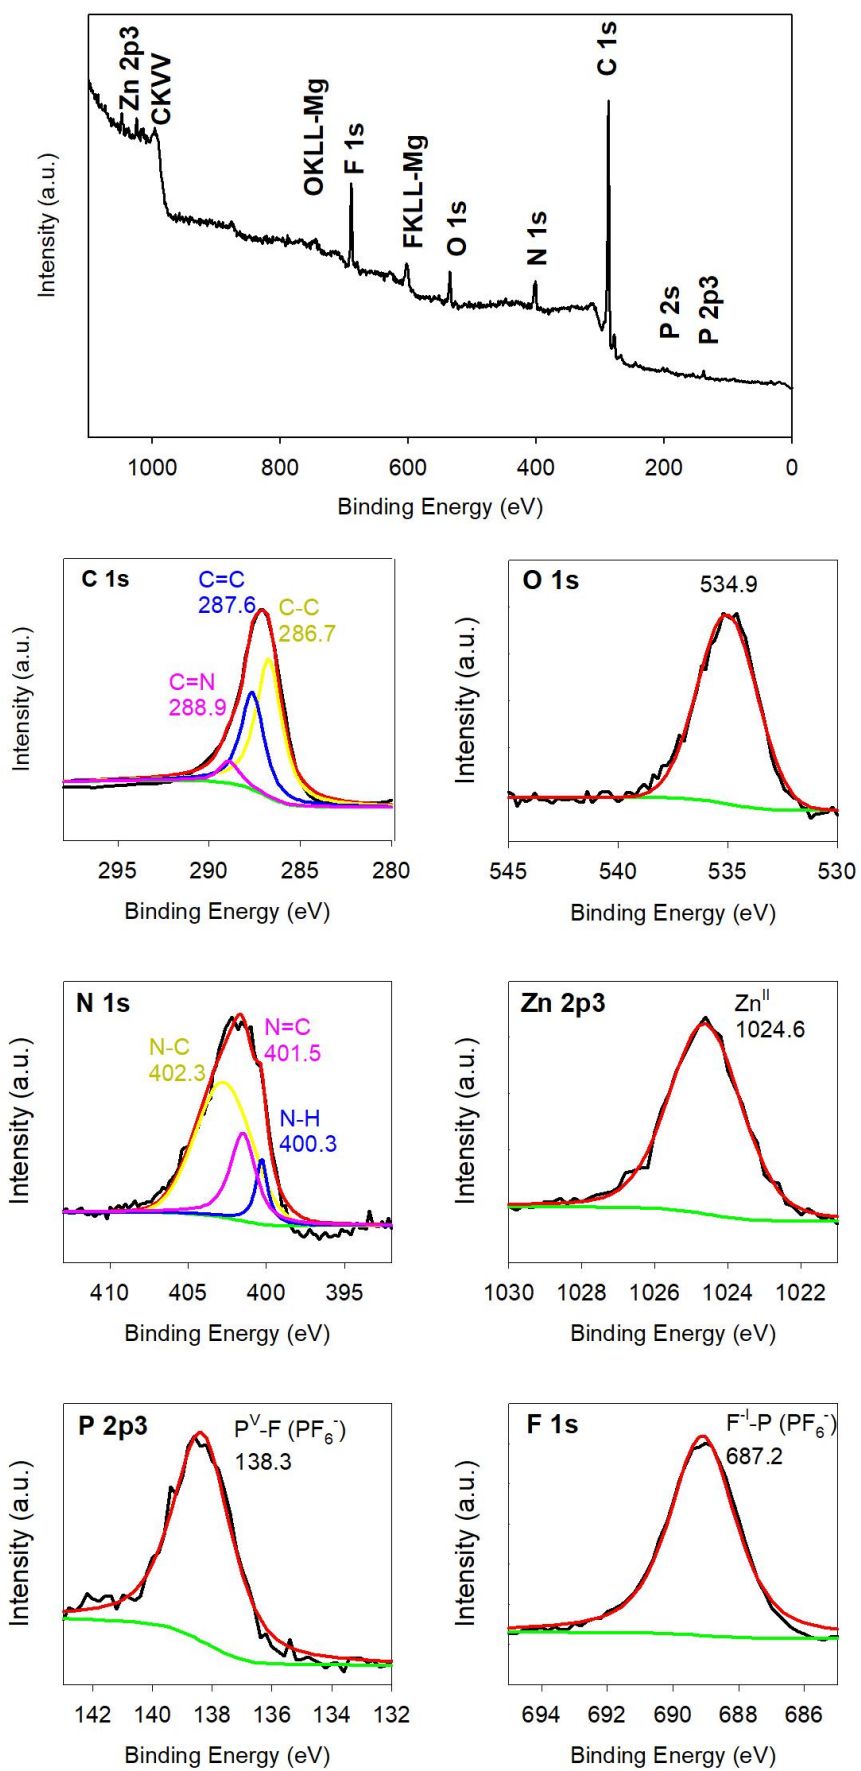 Intensity (a.u.)
Zn 2p3
CKVV
OKLL-Mg
F 1s
FKLL-Mg
O 1s
N 1s
C 1s
P 2s
P 2p3
1000 800 600 400 200 0
Binding Energy (eV)
C 1s
C=C
287.6
C-C
286.7
C=N
288.9
Intensity (a.u.)
295 290 285 280
Binding Energy (eV)
O 1s
534.9
Intensity (a.u.)
545 540 535 530
Binding Energy (eV)
N 1s
N-C
402.3
N=C
401.5
N-H
400.3
Intensity (a.u.)
410 405 400 395
Binding Energy (eV)
Zn 2p3
Zn^II
1024.6
Intensity (a.u.)
1030 1028 1026 1024 1022
Binding Energy (eV)
P 2p3
P^V-F (PF6^-)
138.3
Intensity (a.u.)
142 140 138 136 134 132
Binding Energy (eV)
F 1s
F^-I-P (PF6^-)
687.2
Intensity (a.u.)
694 692 690 688 686
Binding Energy (eV)